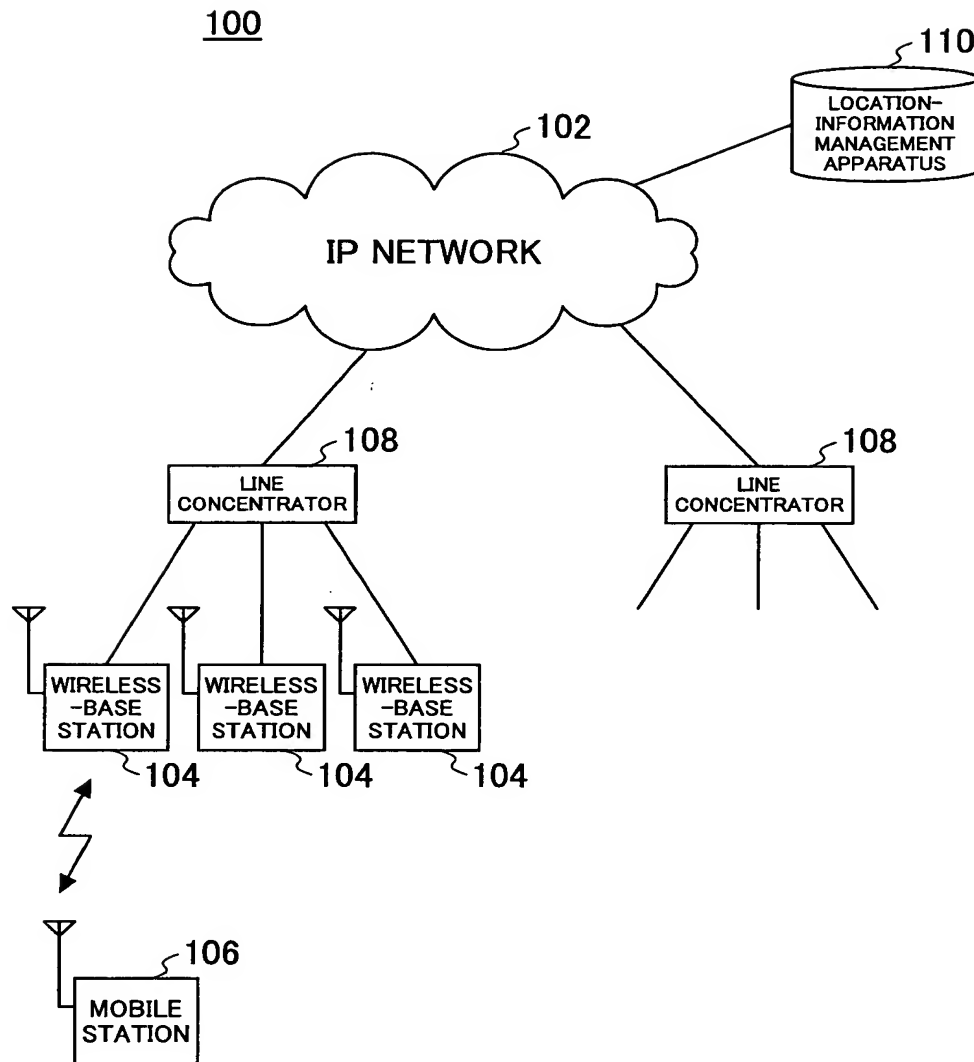 100
110
LOCATION-
INFORMATION
MANAGEMENT
APPARATUS
102
IP NETWORK
108
LINE
CONCENTRATOR
108
LINE
CONCENTRATOR
WIRELESS
-BASE
STATION
104
WIRELESS
-BASE
STATION
104
WIRELESS
-BASE
STATION
104
106
MOBILE
STATION